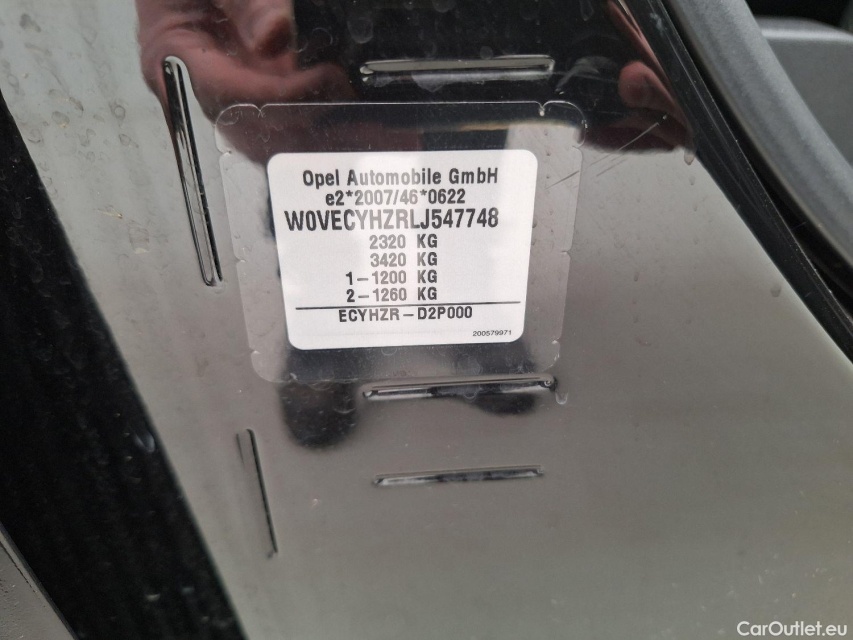 Opel Automobile GmbH
e2*2007/46*0622
W0VECYHZRLJ547748
2320 KG
3420 KG
1-1200 KG
2-1260 KG
ECYHZR-D2P000
200579971
CarOutlet.eu